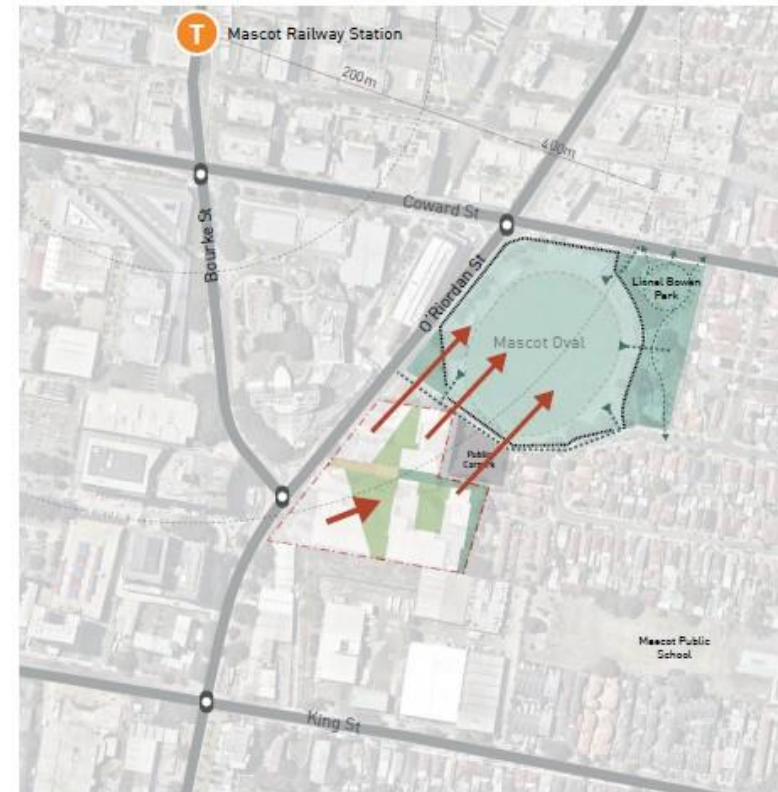 T
Mascot Railway Station
200m
400m
Coward St
Bourke St
O'Riordan St
Lionel Bowen
Park
Mascot Oval
Public
Carpark
Mascot Public
School
King St